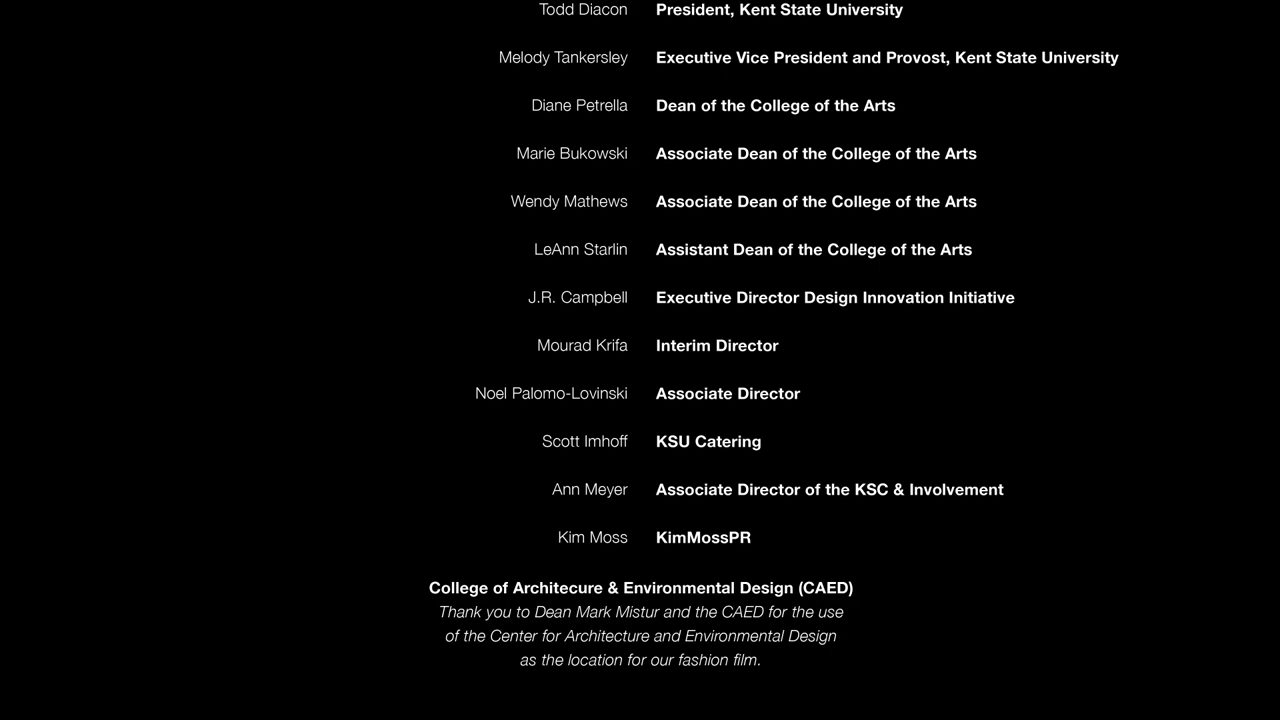 Todd Diacon President, Kent State University
Melody Tankersley Executive Vice President and Provost, Kent State University
Diane Petrella Dean of the College of the Arts
Marie Bukowski Associate Dean of the College of the Arts
Wendy Mathews Associate Dean of the College of the Arts
LeAnn Starlin Assistant Dean of the College of the Arts
J.R. Campbell Executive Director Design Innovation Initiative
Mourad Krifa Interim Director
Noel Palomo-Lovinski Associate Director
Scott Imhoff KSU Catering
Ann Meyer Associate Director of the KSC & Involvement
Kim Moss KimMossPR
College of Architecure & Environmental Design (CAED)
Thank you to Dean Mark Mistur and the CAED for the use
of the Center for Architecture and Environmental Design
as the location for our fashion film.